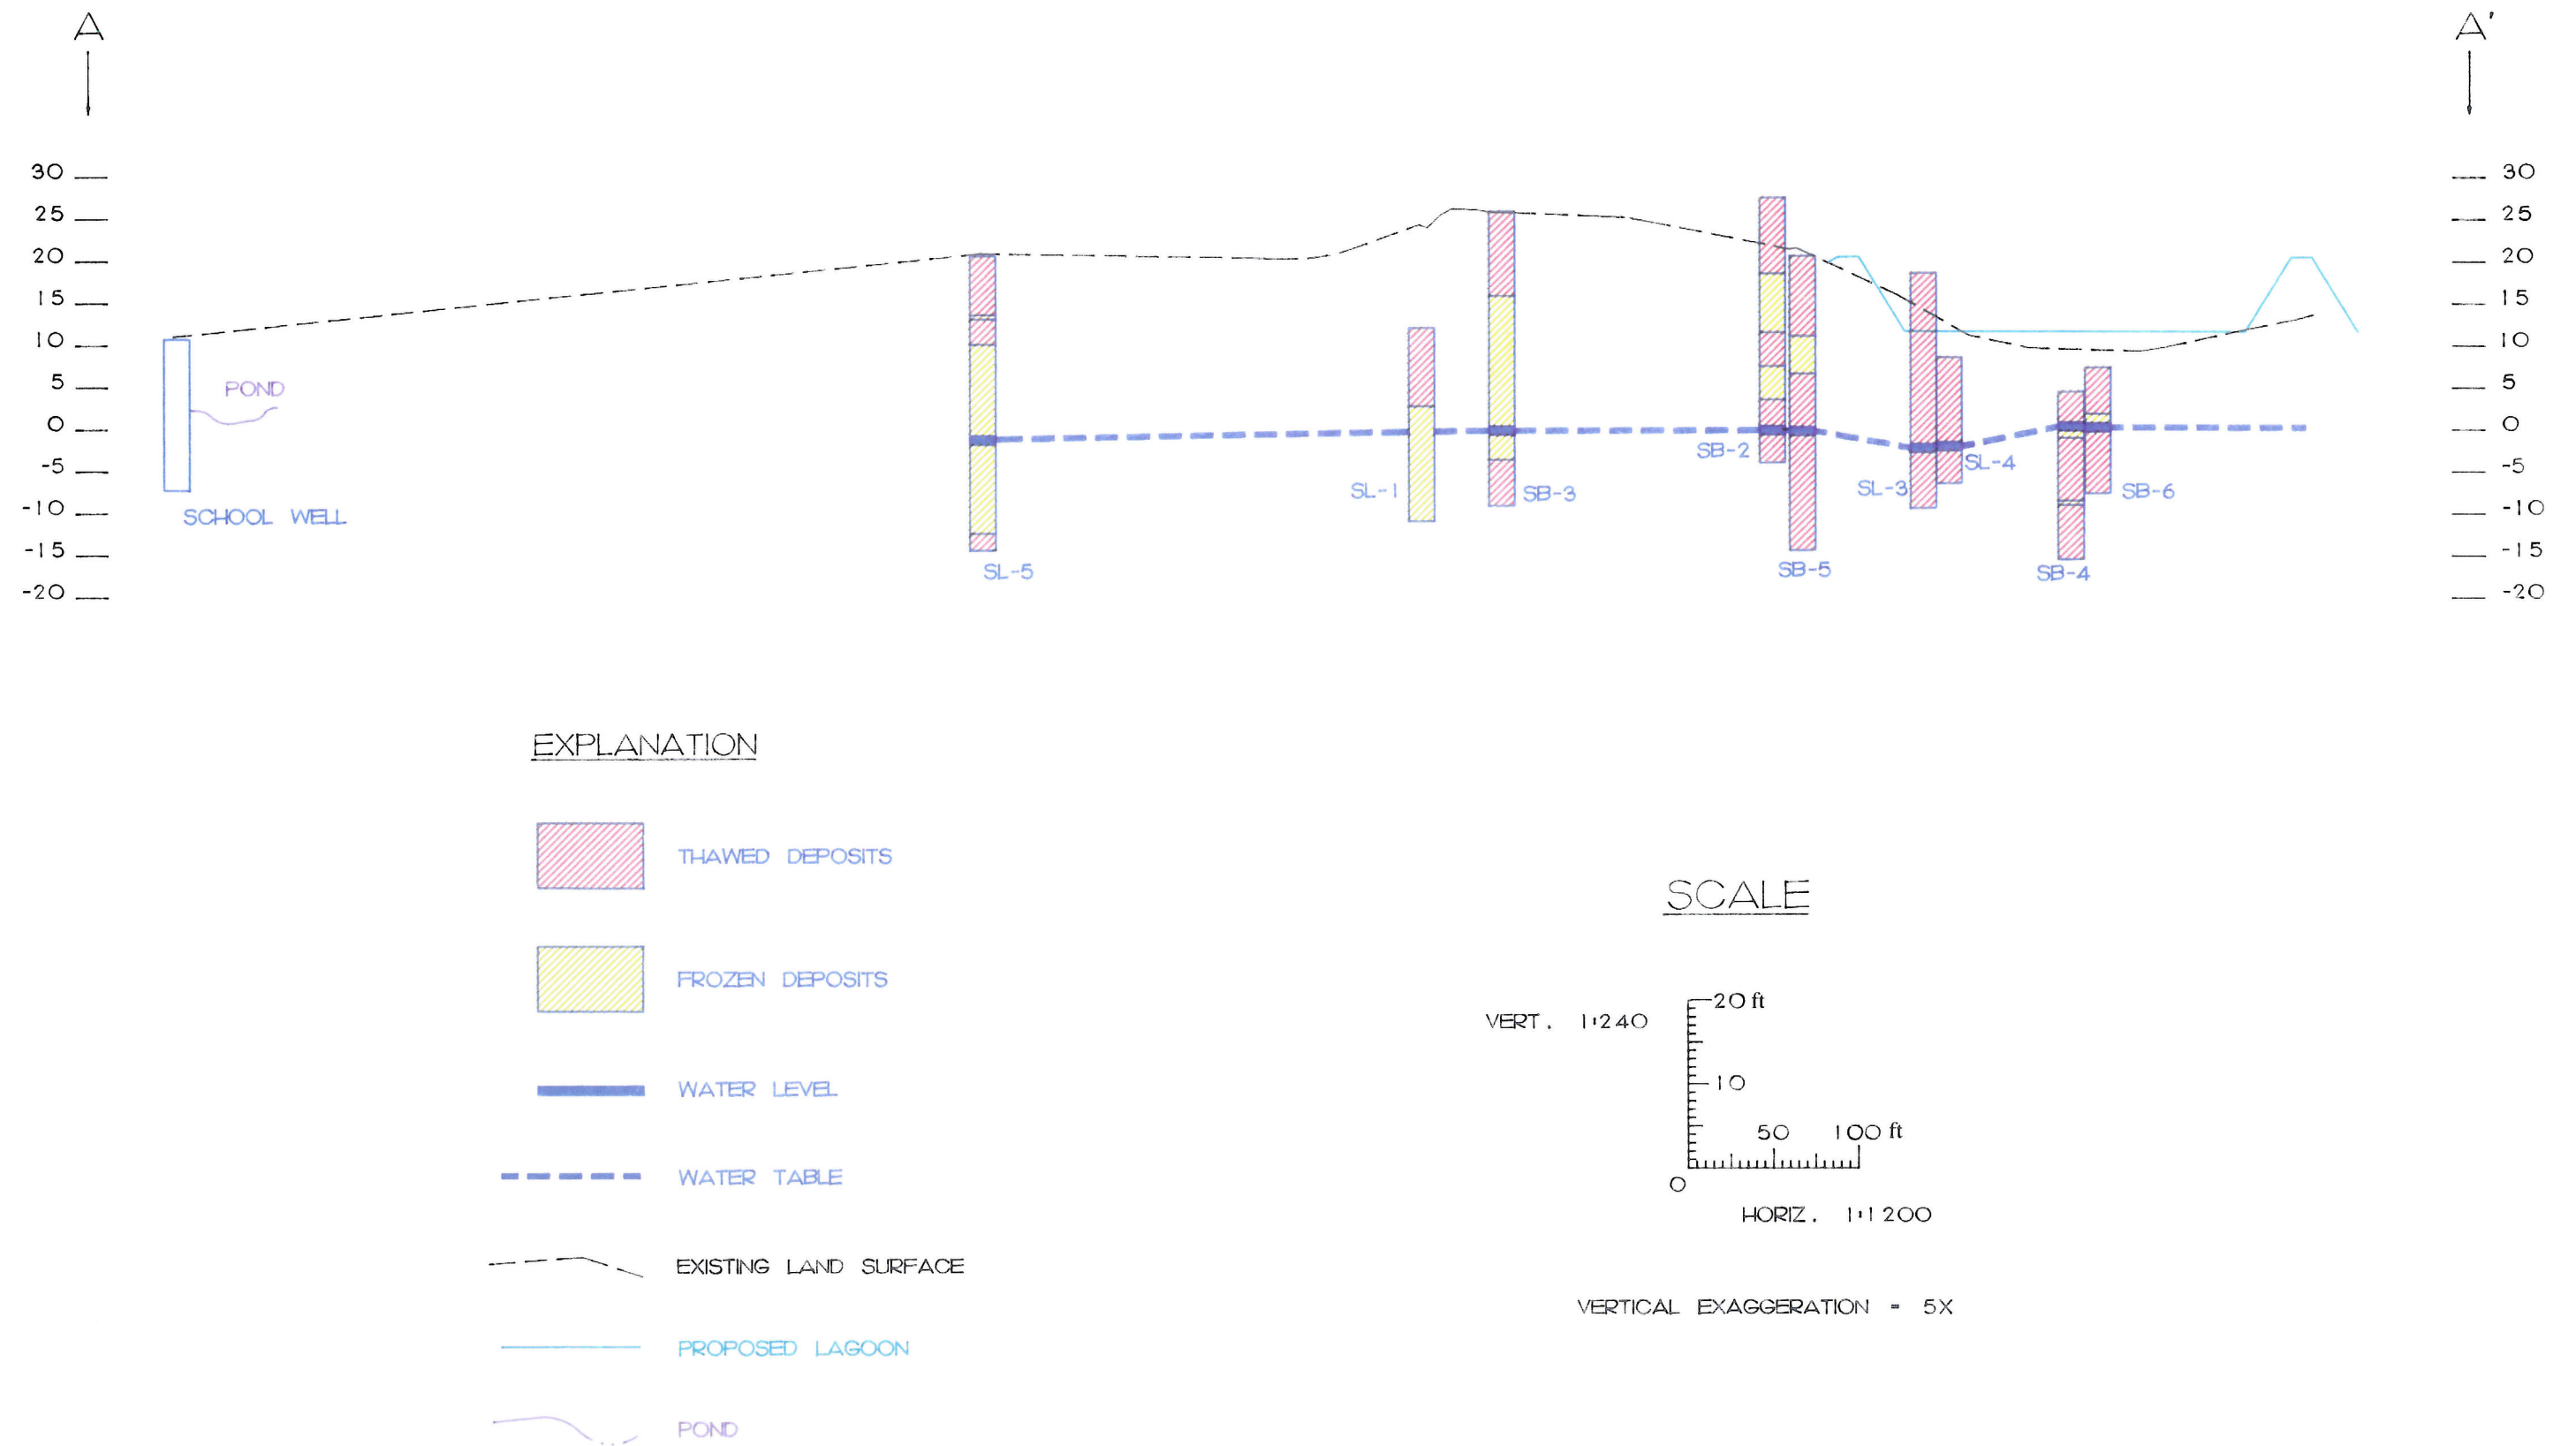 A A'
30 30
25 25
20 20
15 15
10 10
POND
5 5
0 0
SB-2
-5 SL-4 -5
SL-1 SB-3 SL-3 SB-6
-10 -10
SCHOOL WELL
-15 -15
SL-5 SB-5 SB-4
-20 -20
EXPLANATION
THAWED DEPOSITS
FROZEN DEPOSITS
WATER LEVEL
WATER TABLE
EXISTING LAND SURFACE
PROPOSED LAGOON
POND
SCALE
20 ft
VERT. 1:240
10
50 100 ft
0
HORIZ. 1:1200
VERTICAL EXAGGERATION = 5X